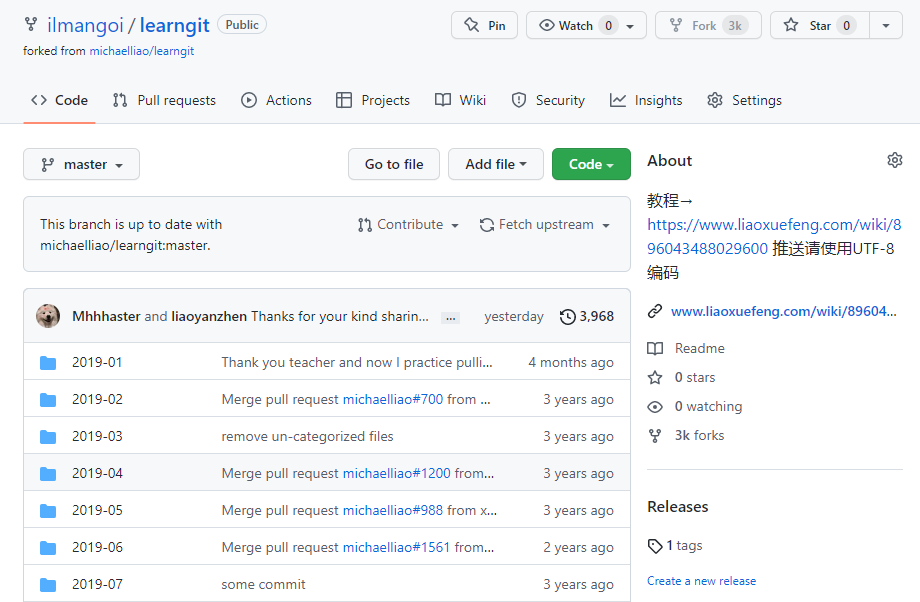 ilmangoi / learngit Public
Pin Watch 0 Fork 3k Star 0
forked from michaelliao/learngit
Code Pull requests Actions Projects Wiki Security Insights Settings
master Go to file Add file Code
This branch is up to date with
michaelliao/learngit:master.
Contribute Fetch upstream
Mhhhaster and liaoyanzhen Thanks for your kind sharin... ... yesterday 3,968
2019-01 Thank you teacher and now I practice pulli... 4 months ago
2019-02 Merge pull request michaelliao#700 from ... 3 years ago
2019-03 remove un-categorized files 3 years ago
2019-04 Merge pull request michaelliao#1200 from... 3 years ago
2019-05 Merge pull request michaelliao#988 from x... 3 years ago
2019-06 Merge pull request michaelliao#1561 from... 2 years ago
2019-07 some commit 3 years ago
About
教程→
https://www.liaoxuefeng.com/wiki/8
96043488029600 推送请使用UTF-8
编码
www.liaoxuefeng.com/wiki/89604...
Readme
0 stars
0 watching
3k forks
Releases
1 tags
Create a new release